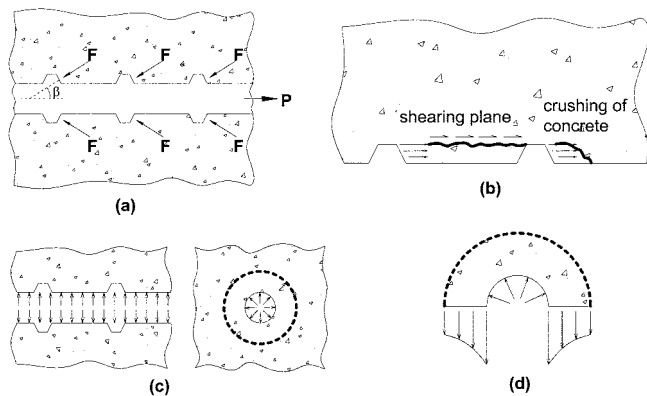 F F F
β
P
F F F
(a)
shearing plane
crushing of
concrete
(b)
(c)
(d)